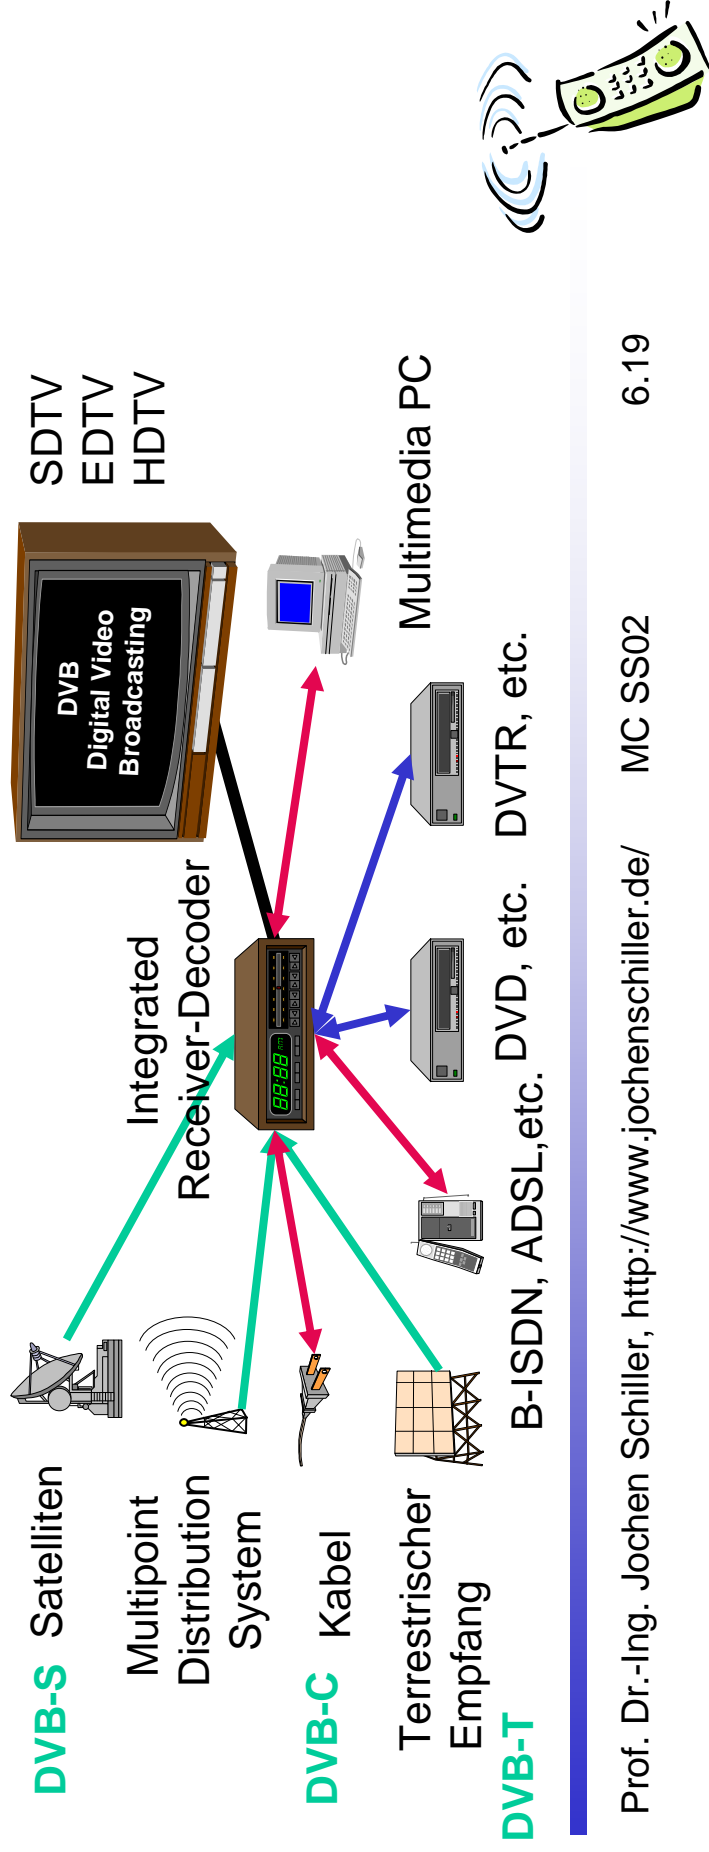 SDTV
EDTV
HDTV
DVB
Digital Video
Broadcasting
Integrated
Receiver-Decoder
DVB-S Satelliten
Multipoint
Distribution
System
DVB-C Kabel
Terrestrischer
Empfang
DVB-T
88:88
Multimedia PC
B-ISDN, ADSL,etc. DVD, etc. DVTR, etc.
Prof. Dr.-Ing. Jochen Schiller, http://www.jochenschiller.de/ MC SS02 6.19